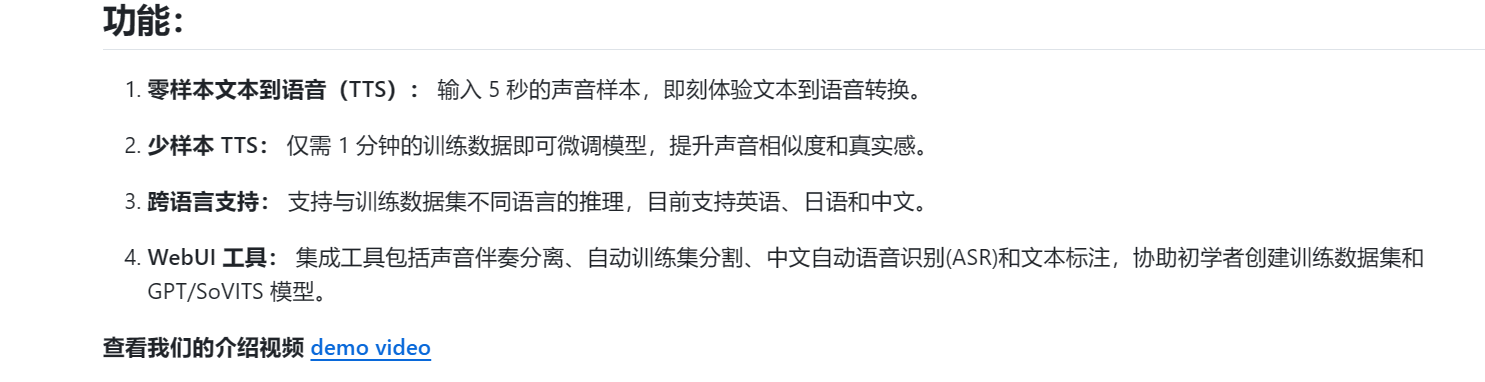 功能：
1. 零样本文本到语音（TTS）： 输入 5 秒的声音样本，即刻体验文本到语音转换。
2. 少样本 TTS： 仅需 1 分钟的训练数据即可微调模型，提升声音相似度和真实感。
3. 跨语言支持： 支持与训练数据集不同语言的推理，目前支持英语、日语和中文。
4. WebUI 工具： 集成工具包括声音伴奏分离、自动训练集分割、中文自动语音识别(ASR)和文本标注，协助初学者创建训练数据集和
GPT/SoVITS 模型。
查看我们的介绍视频 demo video